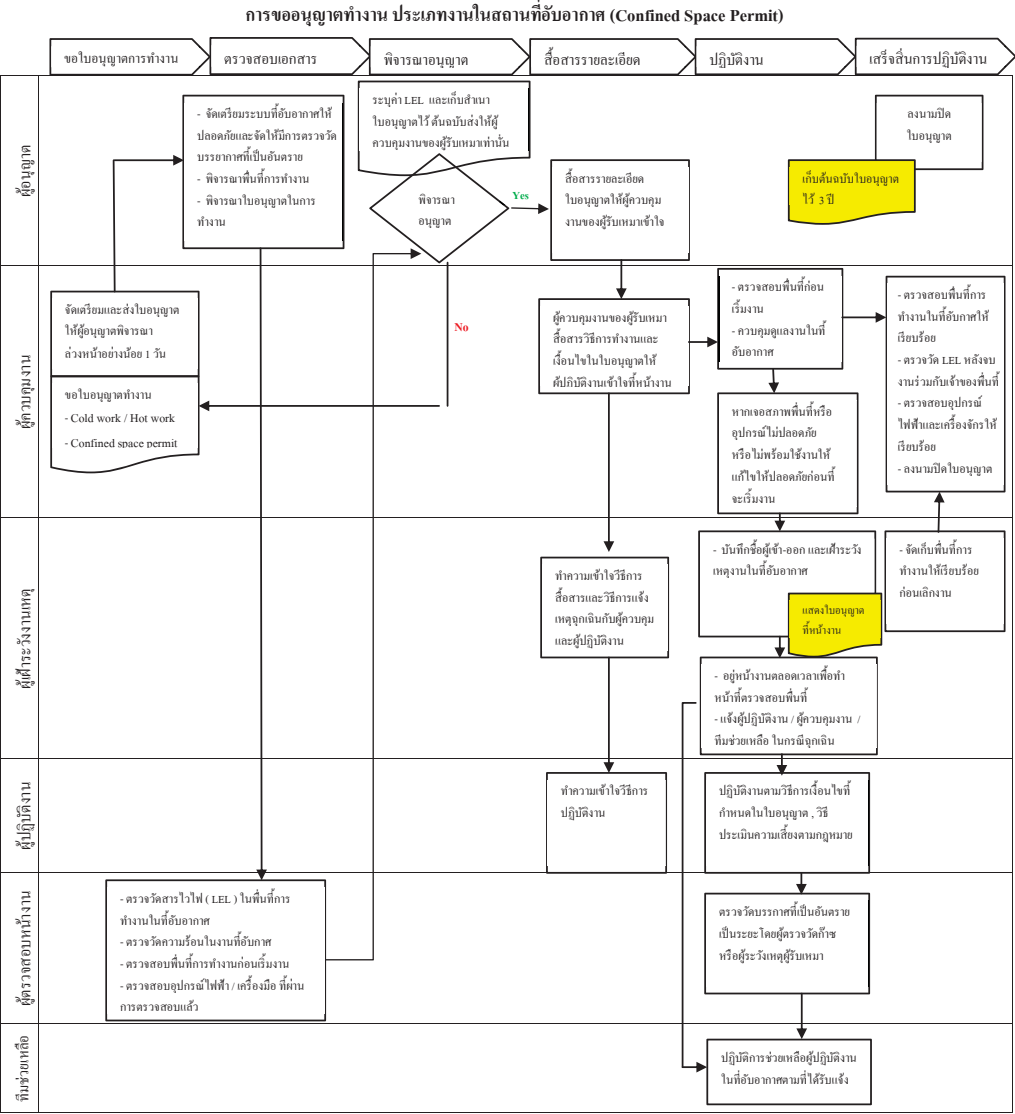 การขออนุญาตทำงาน ประเภทงานในสถานที่อับอากาศ (Confined Space Permit)
ขอใบอนุญาตการทำงาน
ตรวจสอบเอกสาร
พิจารณาอนุญาต
สื่อสารรายละเอียด
ปฏิบัติงาน
เสร็จสิ่นการปฏิบัติงาน
ผู้อนุญาต
- จัดเตรียมระบบที่อับอากาศให้
ปลอดภัยและจัดให้มีการตรวจวัด
บรรยากาศที่เป็นอันตราย
- พิจารณาพื้นที่การทำงาน
- พิจารณาใบอนุญาตในการ
ทำงาน
ระบุค่า LEL และเก็บสำเนา
ใบอนุญาตไว้ ต้นฉบับส่งให้ผู้
ควบคุมงานของผู้รับเหมาเท่านั้น
พิจารณา
อนุญาต
Yes
สื่อสารรายละเอียด
ใบอนุญาตให้ผู้ควบคุม
งานของผู้รับเหมาเข้าใจ
ลงนามปิด
ใบอนุญาต
เก็บต้นฉบับใบอนุญาต
ไว้ 3 ปี
ผู้ควบคุมงาน
จัดเตรียมและส่งใบอนุญาต
ให้ผู้อนุญาตพิจารณา
ล่วงหน้าอย่างน้อย 1 วัน
ขอใบอนุญาตทำงาน
- Cold work / Hot work
- Confined space permit
No
ผู้ควบคุมงานของผู้รับเหมา
สื่อสารวิธีการทำงานและ
เงื่อนไขในใบอนุญาตให้
ผู้ปฏิบัติงานเข้าใจที่หน้างาน
- ตรวจสอบพื้นที่ก่อน
เริ่มงาน
- ควบคุมดูแลงานในที่
อับอากาศ
หากเจอสภาพพื้นที่หรือ
อุปกรณ์ไม่ปลอดภัย
หรือไม่พร้อมใช้งานให้
แก้ไขให้ปลอดภัยก่อนที่
จะเริ่มงาน
- ตรวจสอบพื้นที่การ
ทำงานในที่อับกาศให้
เรียบร้อย
- ตรวจวัด LEL หลังจบ
งานร่วมกับเจ้าของพื้นที่
- ตรวจสอบอุปกรณ์
ไฟฟ้าและเครื่องจักรให้
เรียบร้อย
- ลงนามปิดใบอนุญาต
ผู้เฝ้าระวังงานเหตุ
ทำความเข้าใจวิธีการ
สื่อสารและวิธีการแจ้ง
เหตุฉุกเฉินกับผู้ควบคุม
และผู้ปฏิบัติงาน
- บันทึกชื่อผู้เข้า-ออก และเฝ้าระวัง
เหตุงานในที่อับอากาศ
แสดงใบอนุญาต
ที่หน้างาน
- จัดเก็บพื้นที่การ
ทำงานให้เรียบร้อย
ก่อนเลิกงาน
- อยู่หน้างานตลอดเวลาเพื่อทำ
หน้าที่ตรวจสอบพื้นที่
- แจ้งผู้ปฏิบัติงาน / ผู้ควบคุมงาน /
ทีมช่วยเหลือ ในกรณีฉุกเฉิน
ผู้ปฏิบัติงาน
ทำความเข้าใจวิธีการ
ปฏิบัติงาน
ปฏิบัติงานตามวิธีการเงื่อนไขที่
กำหนดในใบอนุญาต , วิธี
ประเมินความเสี่ยงตามกฎหมาย
ผู้ตรวจสอบหน้างาน
- ตรวจวัดสารไวไฟ ( LEL ) ในพื้นที่การ
ทำงานในที่อับอากาศ
- ตรวจวัดความร้อนในงานที่อับกาศ
- ตรวจสอบพื้นที่การทำงานก่อนเริ่มงาน
- ตรวจสอบอุปกรณ์ไฟฟ้า / เครื่องมือ ที่ผ่าน
การตรวจสอบแล้ว
ตรวจวัดบรรกาศที่เป็นอันตราย
เป็นระยะโดยผู้ตรวจวัดก๊าซ
หรือผู้ระวังเหตุผู้รับเหมา
ทีมช่วยเหลือ
ปฏิบัติการช่วยเหลือผู้ปฏิบัติงาน
ในที่อับอากาศตามที่ได้รับแจ้ง